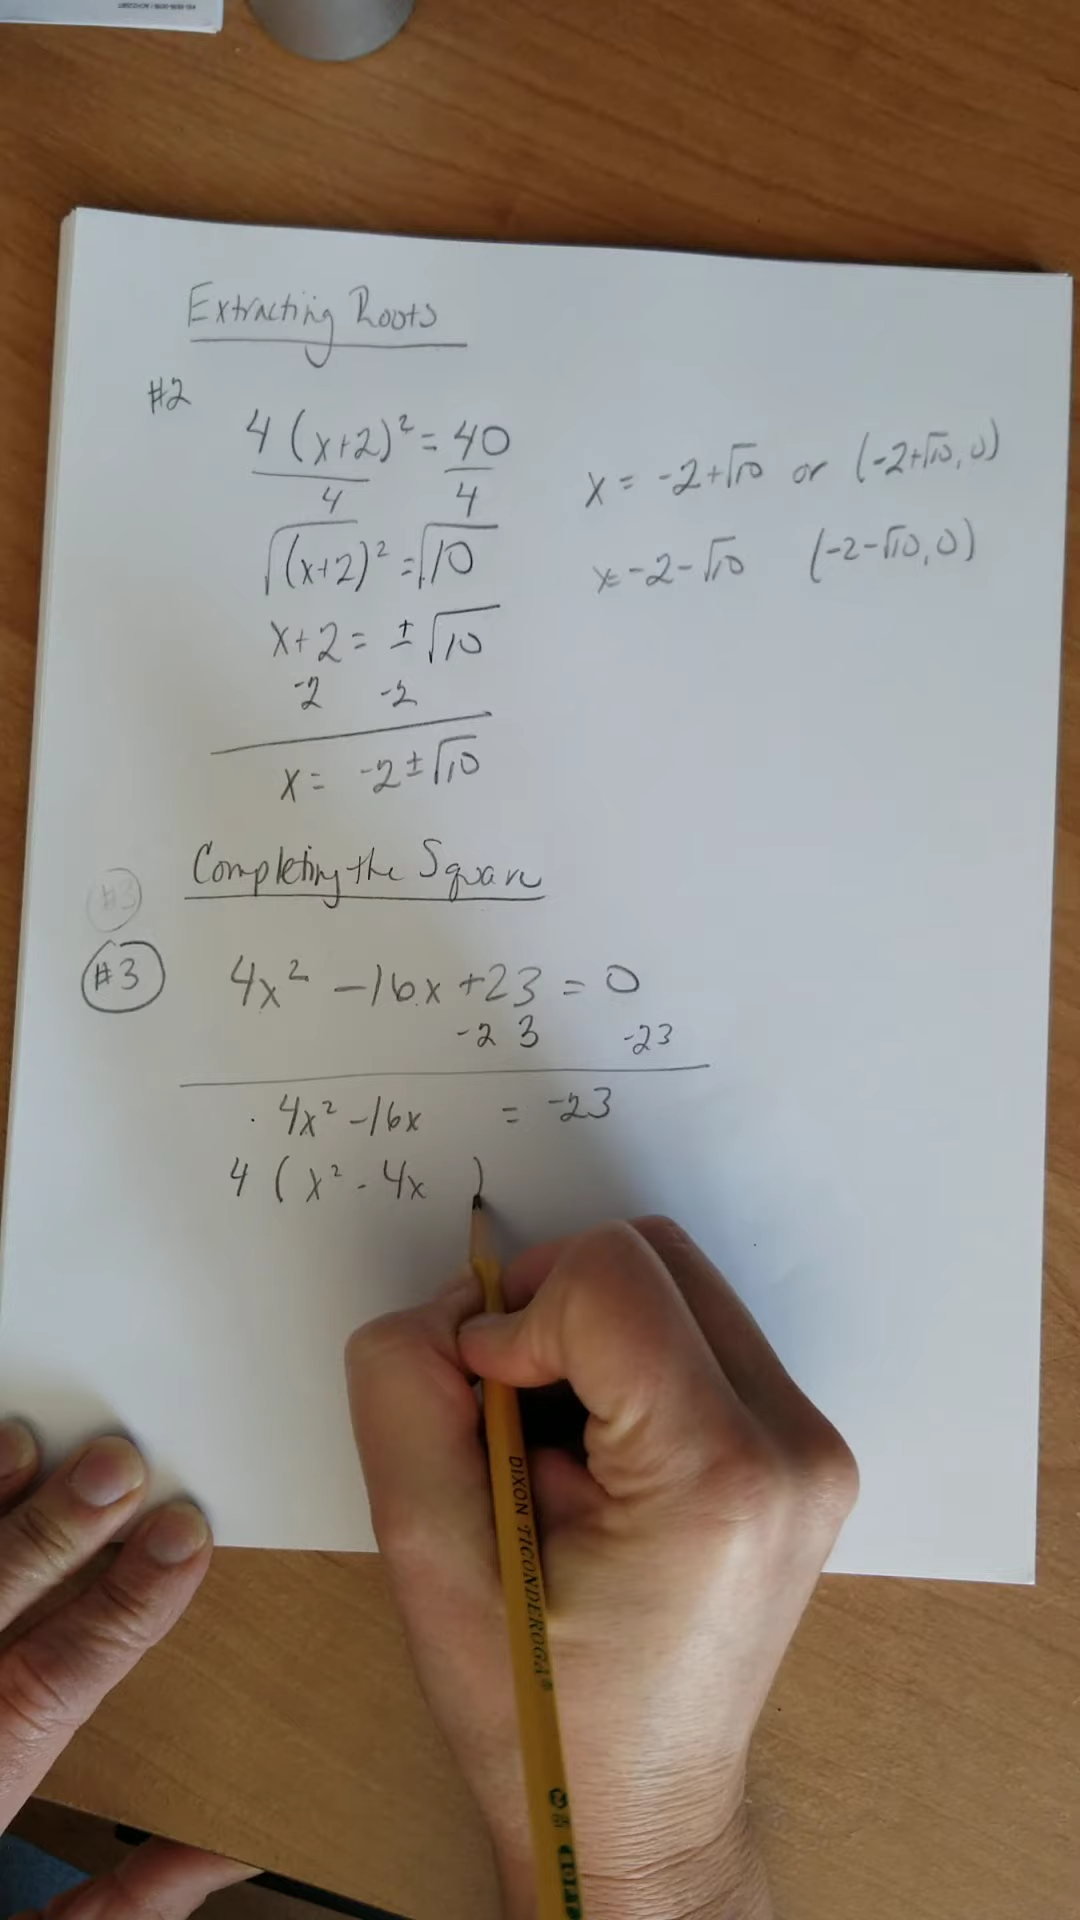 Extracting Roots
#2
4(x+2)² = 40
4 4
√(x+2)² = √10
x+2 = ±√10
-2 -2
x = -2±√10
x = -2+√10 or (-2+√10, 0)
x = -2-√10 (-2-√10, 0)
Completing the Square
#3
#3
4x² -16x +23 = 0
-23 -23
4x² -16x = -23
4 ( x² - 4x )
DIXON TICONDEROGA®